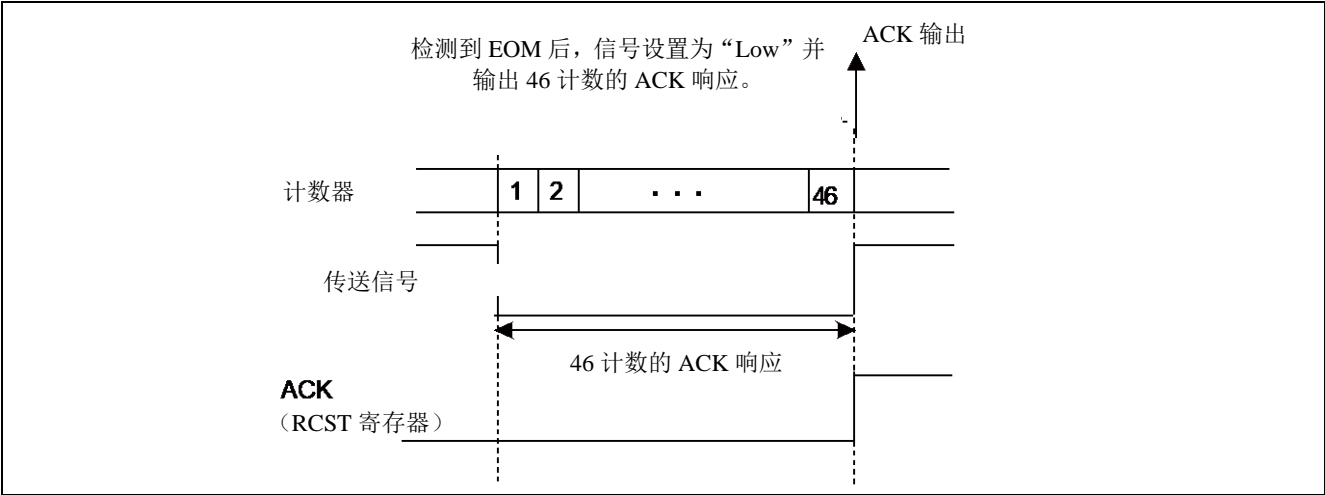 检测到 EOM 后，信号设置为“Low”并
输出 46 计数的 ACK 响应。
ACK 输出
计数器
1 2 · · · 46
传送信号
46 计数的 ACK 响应
ACK
（RCST 寄存器）